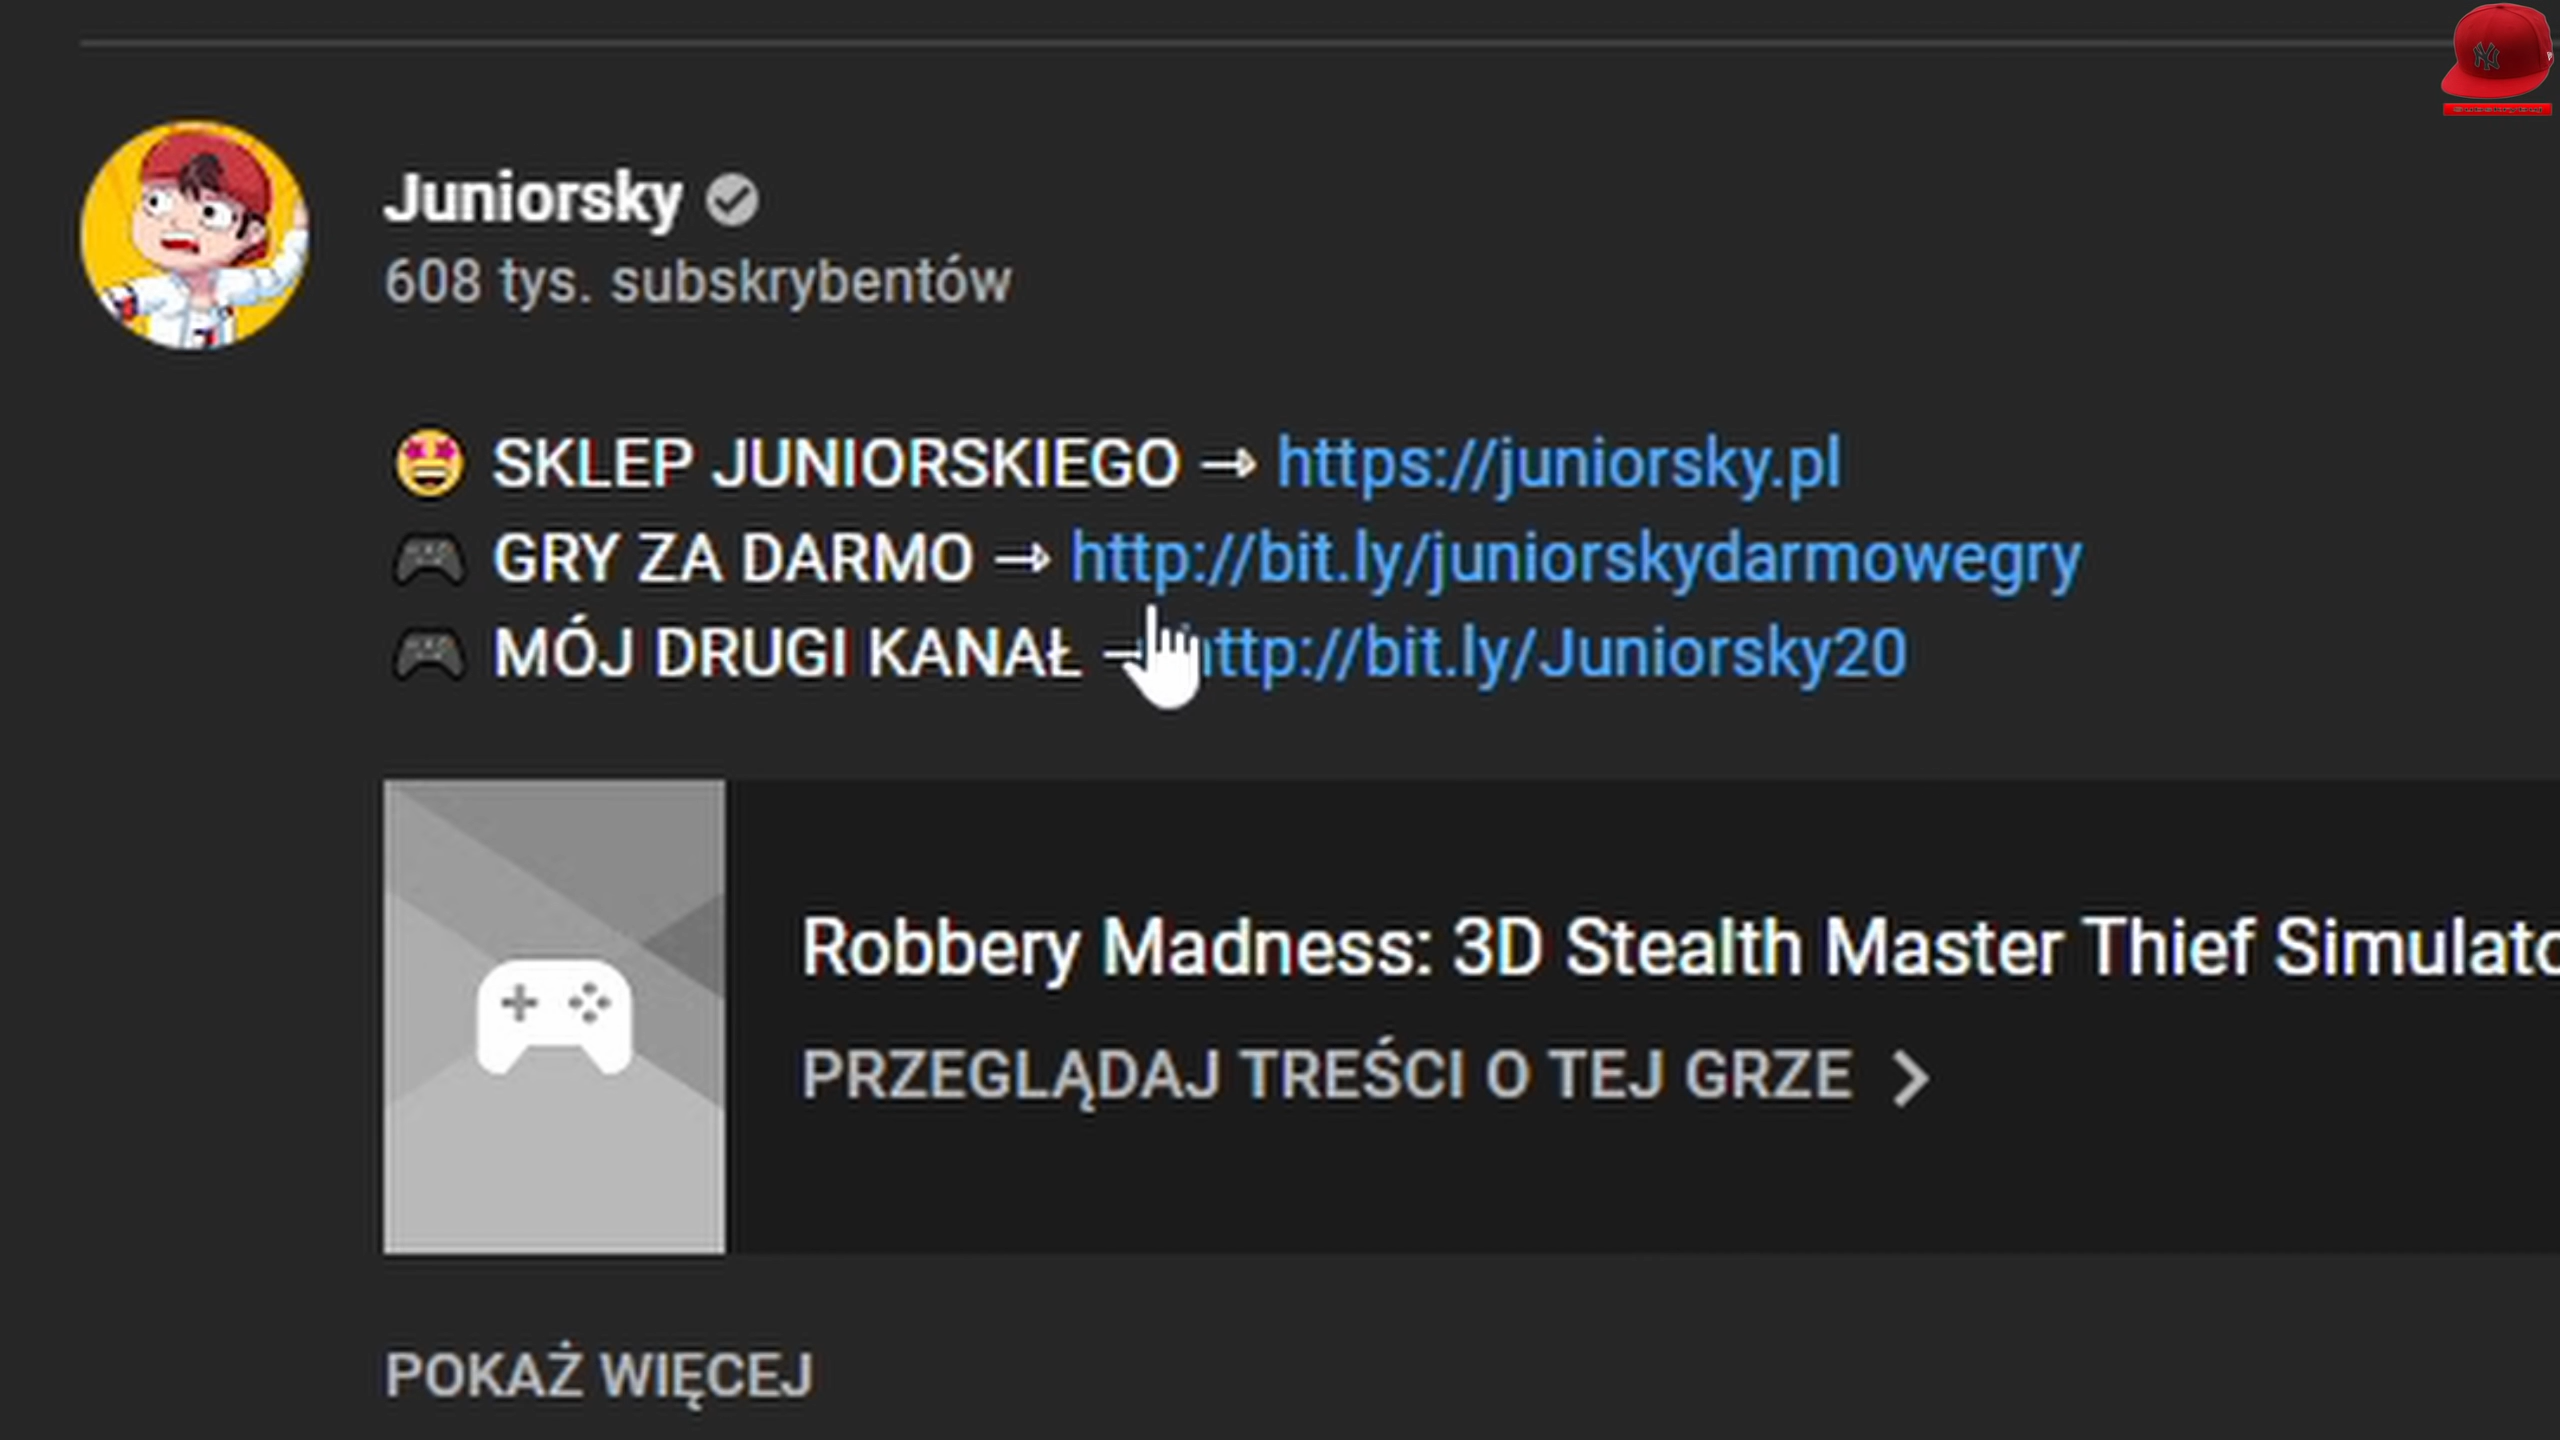 Juniorsky
608 tys. subskrybentów
SKLEP JUNIORSKIEGO → https://juniorsky.pl
GRY ZA DARMO → http://bit.ly/juniorskydarmowegry
MÓJ DRUGI KANAŁ → ttp://bit.ly/Juniorsky20
Robbery Madness: 3D Stealth Master Thief Simulato
PRZEGLĄDAJ TREŚCI O TEJ GRZE
POKAŻ WIĘCEJ